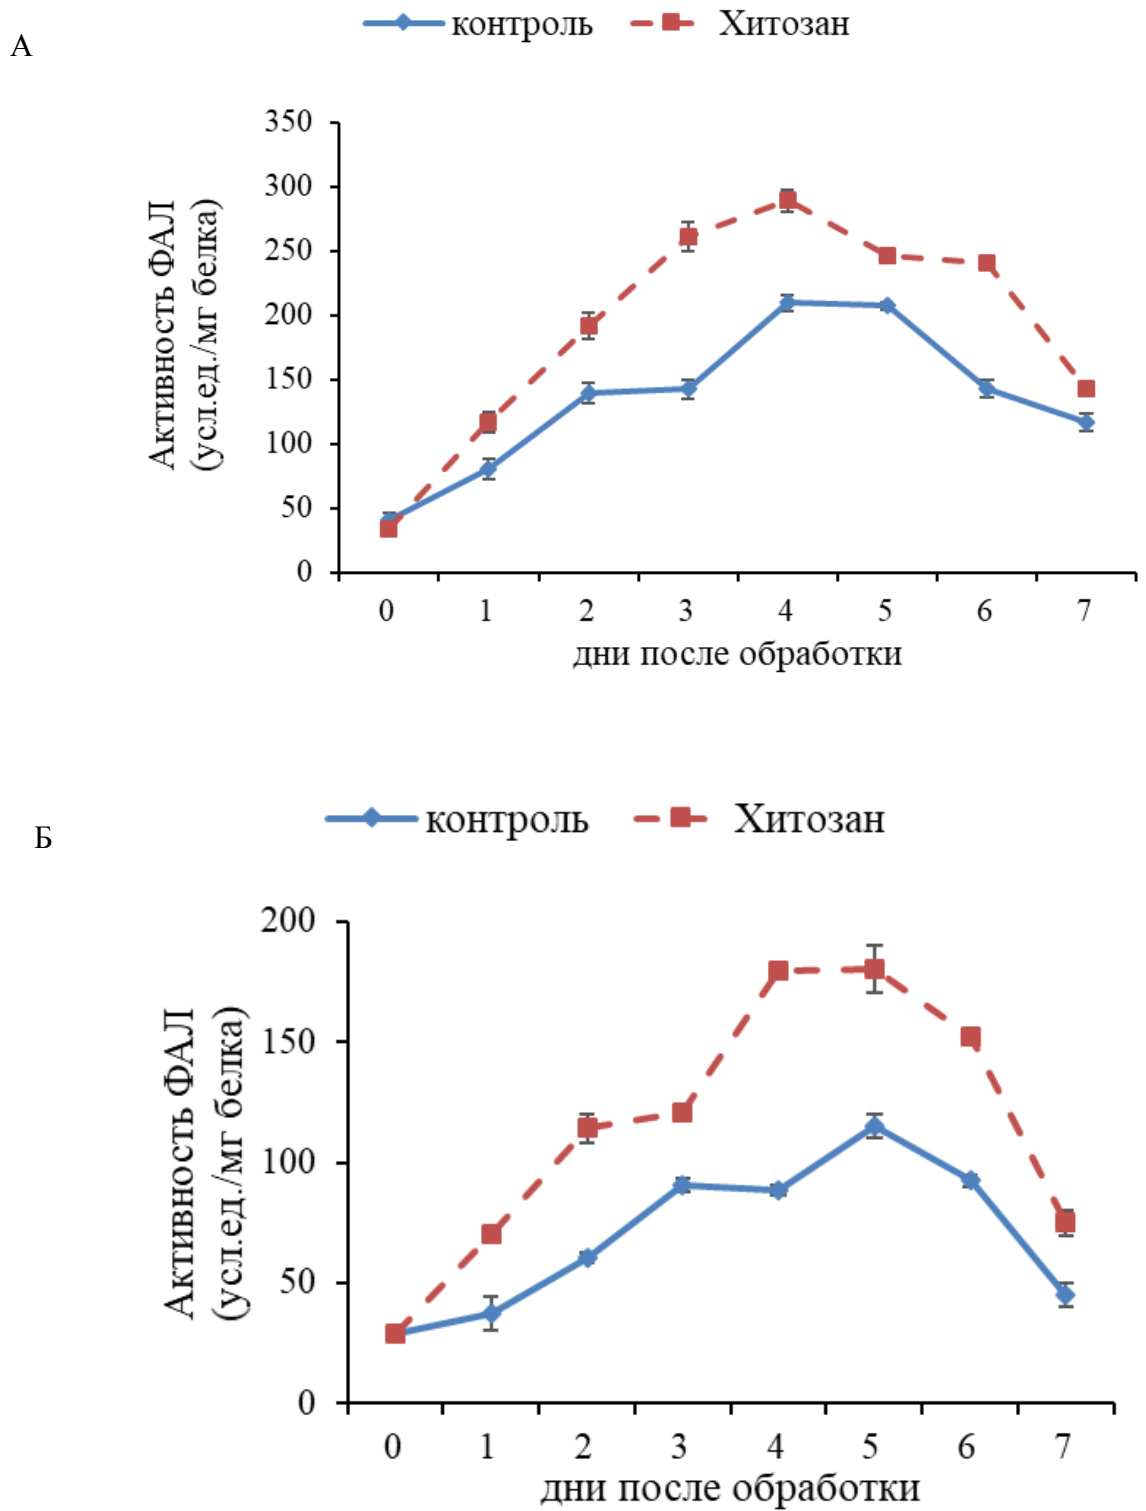 А
контроль Хитозан
350
300
250
200
150
100
50
0
Активность ФАЛ
(усл.ед./мг белка)
0 1 2 3 4 5 6 7
дни после обработки
Б
контроль Хитозан
200
150
100
50
0
Активность ФАЛ
(усл.ед./мг белка)
0 1 2 3 4 5 6 7
дни после обработки